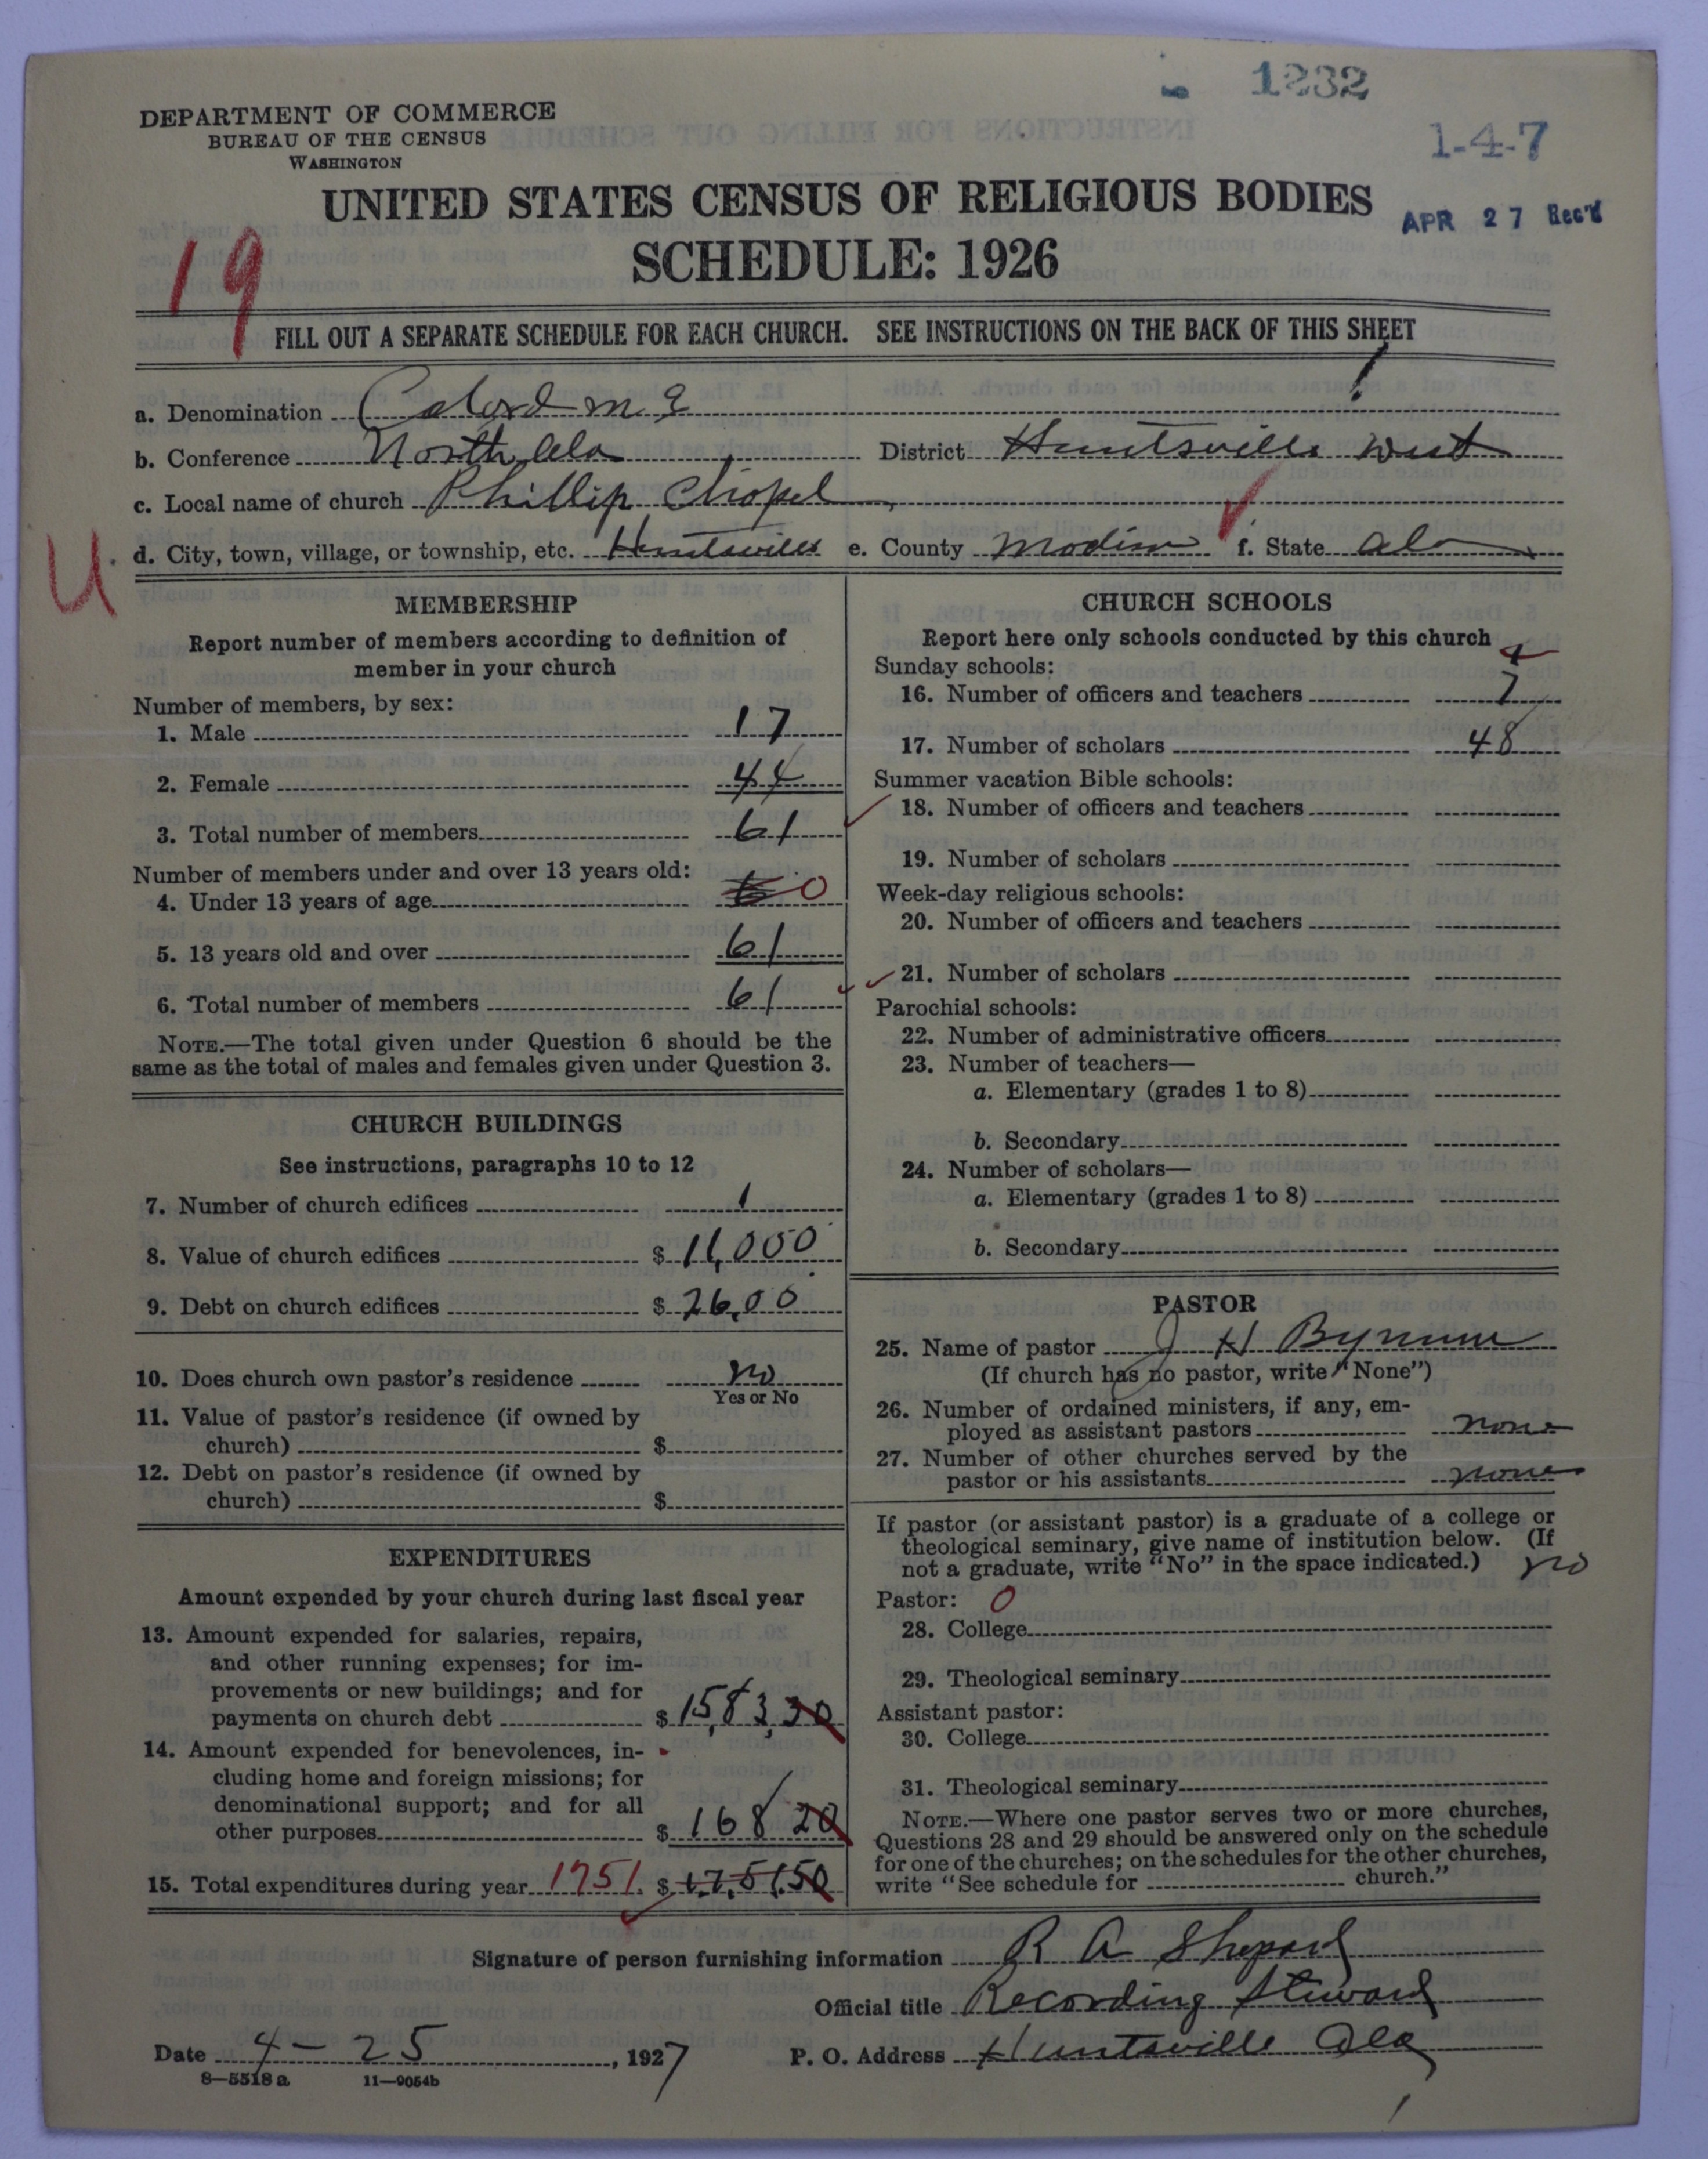 1232
1-4-7
DEPARTMENT OF COMMERCE
BUREAU OF THE CENSUS
WASHINGTON
UNITED STATES CENSUS OF RELIGIOUS BODIES
APR 27 Rec'd
SCHEDULE: 1926
19
FILL OUT A SEPARATE SCHEDULE FOR EACH CHURCH. SEE INSTRUCTIONS ON THE BACK OF THIS SHEET
a. Denomination Colord M E
b. Conference North Ala District Huntsville West
c. Local name of church Phillip Chapel
U
d. City, town, village, or township, etc. Huntsville e. County Madison f. State Ala
MEMBERSHIP
Report number of members according to definition of
member in your church
Number of members, by sex:
1. Male 17
2. Female 44
3. Total number of members 61
Number of members under and over 13 years old:
4. Under 13 years of age 0
5. 13 years old and over 61
6. Total number of members 61
NOTE.—The total given under Question 6 should be the
same as the total of males and females given under Question 3.
CHURCH BUILDINGS
See instructions, paragraphs 10 to 12
7. Number of church edifices 1
8. Value of church edifices $ 11,000
9. Debt on church edifices $ 26,00
10. Does church own pastor's residence no
Yes or No
11. Value of pastor's residence (if owned by
church) $
12. Debt on pastor's residence (if owned by
church) $
EXPENDITURES
Amount expended by your church during last fiscal year
13. Amount expended for salaries, repairs,
and other running expenses; for im-
provements or new buildings; and for
payments on church debt $ 15,83,30
14. Amount expended for benevolences, in-
cluding home and foreign missions; for
denominational support; and for all
other purposes $ 168 20
15. Total expenditures during year 1751. $ 17,51.50
CHURCH SCHOOLS
Report here only schools conducted by this church
Sunday schools:
16. Number of officers and teachers 7
17. Number of scholars 48
Summer vacation Bible schools:
18. Number of officers and teachers
19. Number of scholars
Week-day religious schools:
20. Number of officers and teachers
21. Number of scholars
Parochial schools:
22. Number of administrative officers
23. Number of teachers—
a. Elementary (grades 1 to 8)
b. Secondary
24. Number of scholars—
a. Elementary (grades 1 to 8)
b. Secondary
PASTOR
25. Name of pastor J H Bynum
(If church has no pastor, write "None")
26. Number of ordained ministers, if any, em-
ployed as assistant pastors none
27. Number of other churches served by the
pastor or his assistants none
If pastor (or assistant pastor) is a graduate of a college or
theological seminary, give name of institution below. (If
not a graduate, write "No" in the space indicated.) no
Pastor: 0
28. College
29. Theological seminary
Assistant pastor:
30. College
31. Theological seminary
NOTE.—Where one pastor serves two or more churches,
Questions 28 and 29 should be answered only on the schedule
for one of the churches; on the schedules for the other churches,
write "See schedule for church."
Signature of person furnishing information R A Shepard
Official title Recording Steward
Date 4 – 25, 1927 P. O. Address Huntsville Ala
8—5518 a 11—9054b